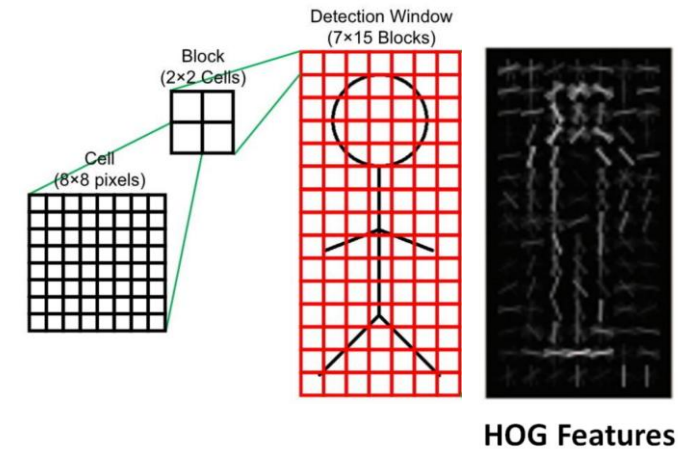 Detection Window
(7×15 Blocks)
Block
(2×2 Cells)
Cell
(8×8 pixels)
HOG Features